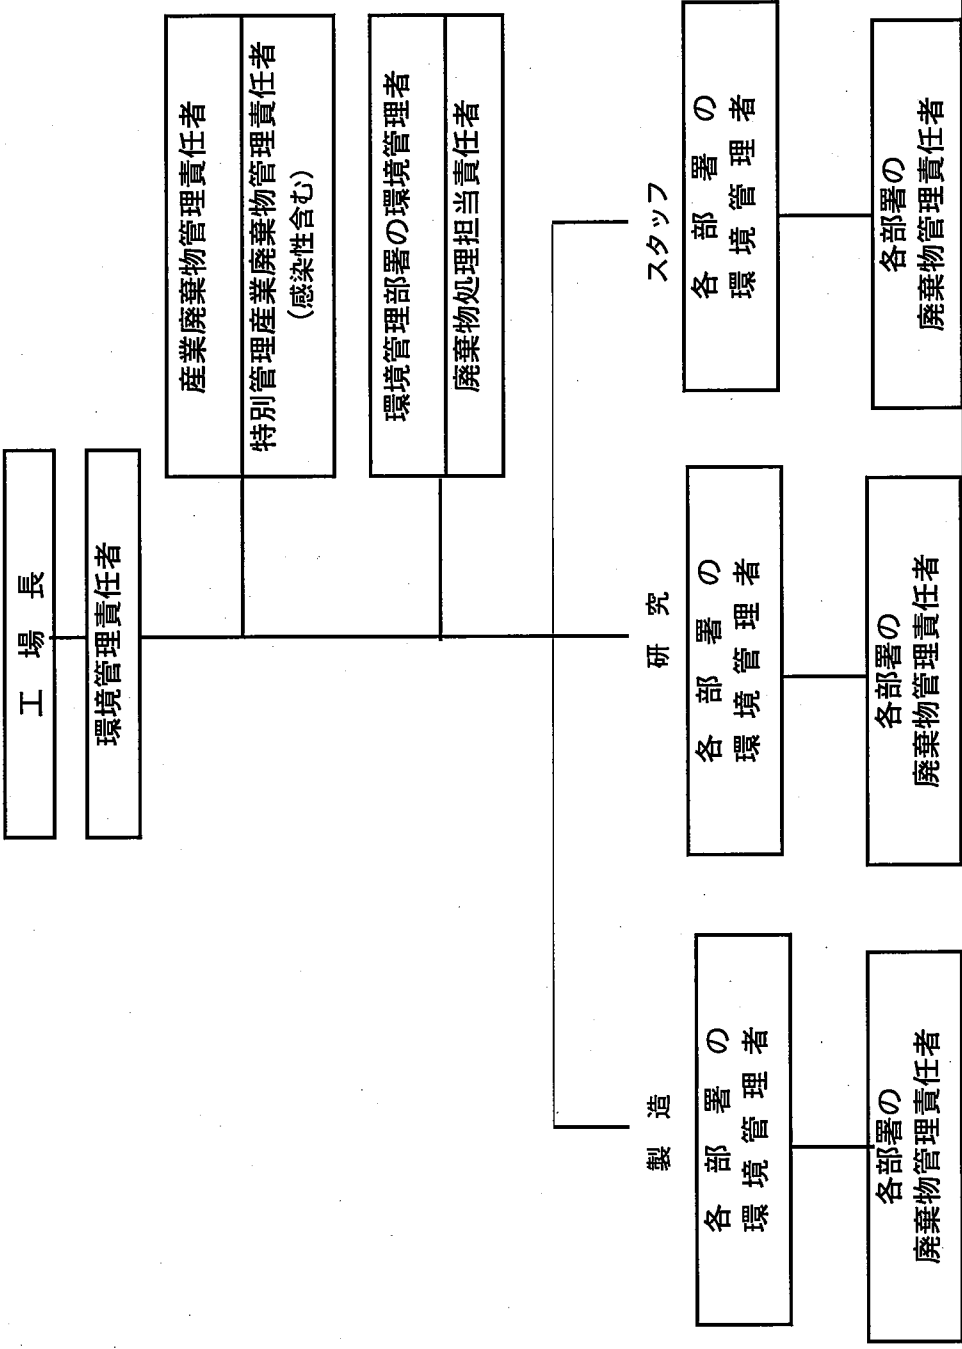 工場長
環境管理責任者
産業廃棄物管理責任者
特別管理産業廃棄物管理責任者
(感染性含む)
環境管理部署の環境管理者
廃棄物処理担当責任者
製造
研究
スタッフ
各部署の
環境管理者
各部署の
環境管理者
各部署の
環境管理者
各部署の
廃棄物管理責任者
各部署の
廃棄物管理責任者
各部署の
廃棄物管理責任者